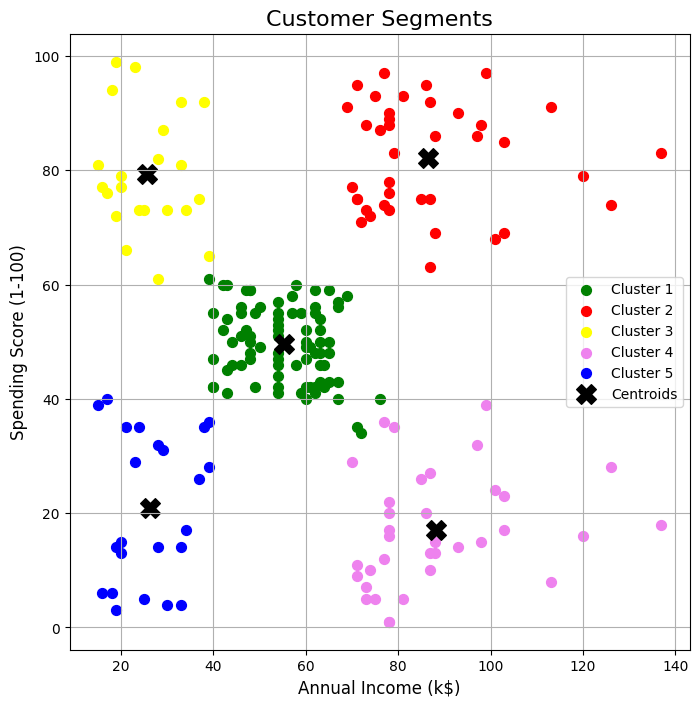 Customer Segments
100
80
60
40
20
0
Spending Score (1-100)
Cluster 1
Cluster 2
Cluster 3
Cluster 4
Cluster 5
Centroids
20 40 60 80 100 120 140
Annual Income (k$)